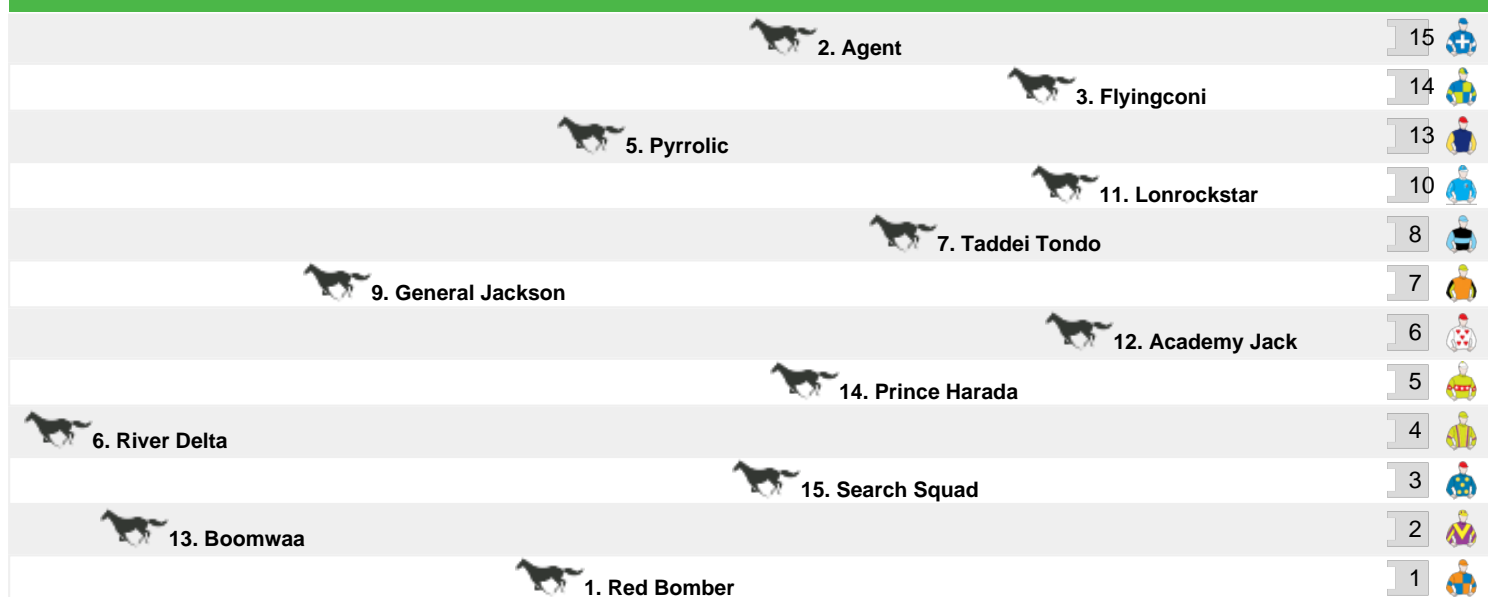 2. Agent 15
3. Flyingconi 14
5. Pyrrolic 13
11. Lonrockstar 10
7. Taddei Tondo 8
9. General Jackson 7
12. Academy Jack 6
14. Prince Harada 5
6. River Delta 4
15. Search Squad 3
13. Boomwaa 2
1. Red Bomber 1